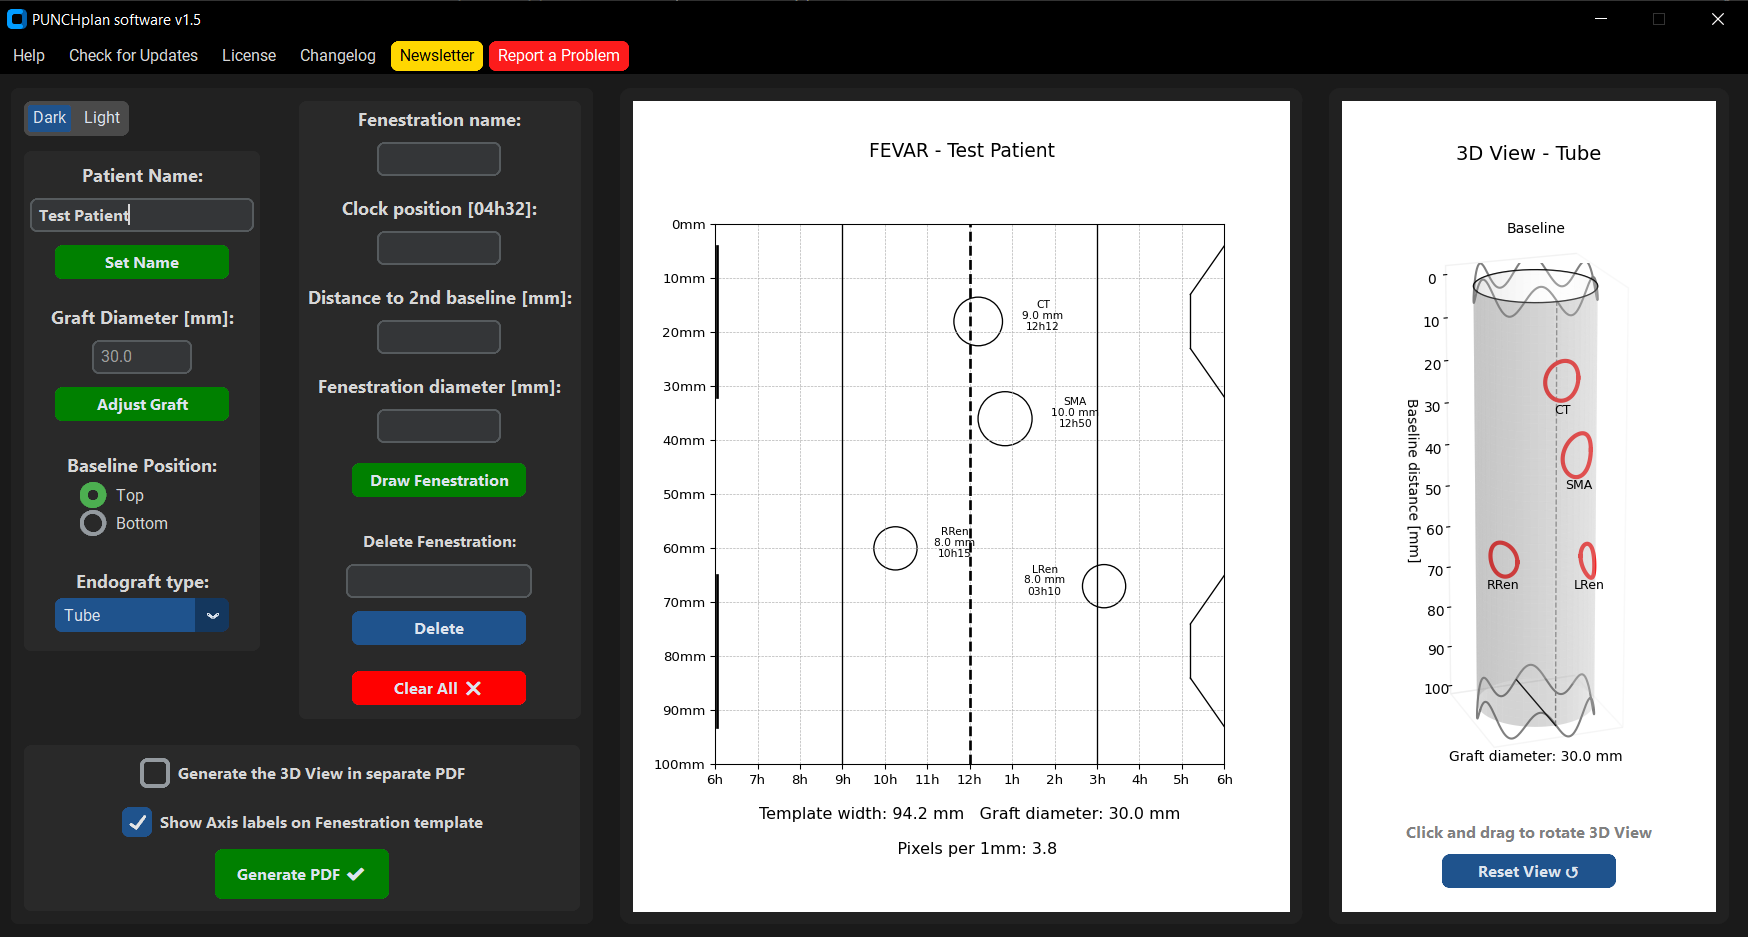 PUNCHplan software v1.5
Help Check for Updates License Changelog Newsletter Report a Problem
Dark Light
Patient Name:
Test Patient
Set Name
Graft Diameter [mm]:
30.0
Adjust Graft
Baseline Position:
Top
Bottom
Endograft type:
Tube
Fenestration name:
Clock position [04h32]:
Distance to 2nd baseline [mm]:
Fenestration diameter [mm]:
Draw Fenestration
Delete Fenestration:
Delete
Clear All
Generate the 3D View in separate PDF
Show Axis labels on Fenestration template
Generate PDF
FEVAR - Test Patient
0mm
10mm
20mm
30mm
40mm
50mm
60mm
70mm
80mm
90mm
100mm
CT
9.0 mm
12h12
SMA
10.0 mm
12h50
RRen
8.0 mm
10h15
LRen
8.0 mm
03h10
6h 7h 8h 9h 10h 11h 12h 1h 2h 3h 4h 5h 6h
Template width: 94.2 mm Graft diameter: 30.0 mm
Pixels per 1mm: 3.8
3D View - Tube
Baseline
Baseline distance [mm]
0
10
20
30
40
50
60
70
80
90
100
CT
SMA
RRen
LRen
Graft diameter: 30.0 mm
Click and drag to rotate 3D View
Reset View